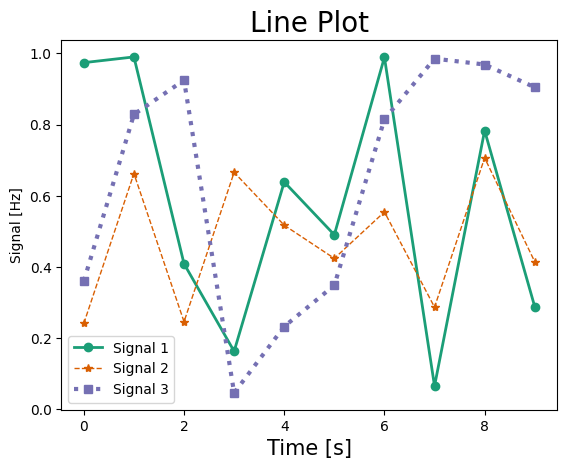 Line Plot
1.0
0.8
0.6
0.4
0.2
0.0
Signal [Hz]
Signal 1
Signal 2
Signal 3
0 2 4 6 8
Time [s]